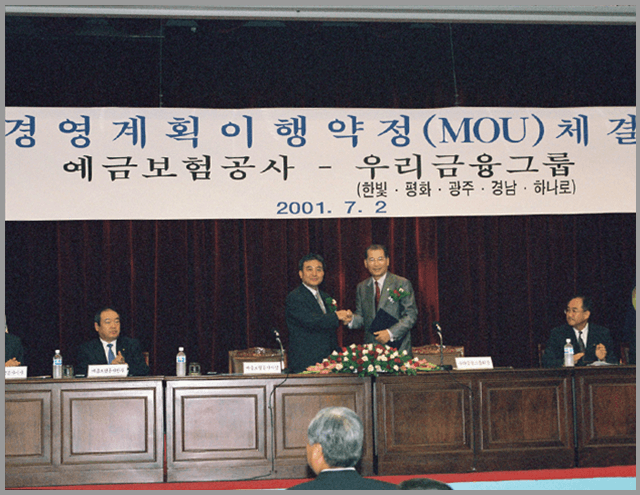 경영계획이행약정(MOU)체결
예금보험공사 - 우리금융그룹
(한빛·평화·광주·경남·하나로)
2001. 7. 2